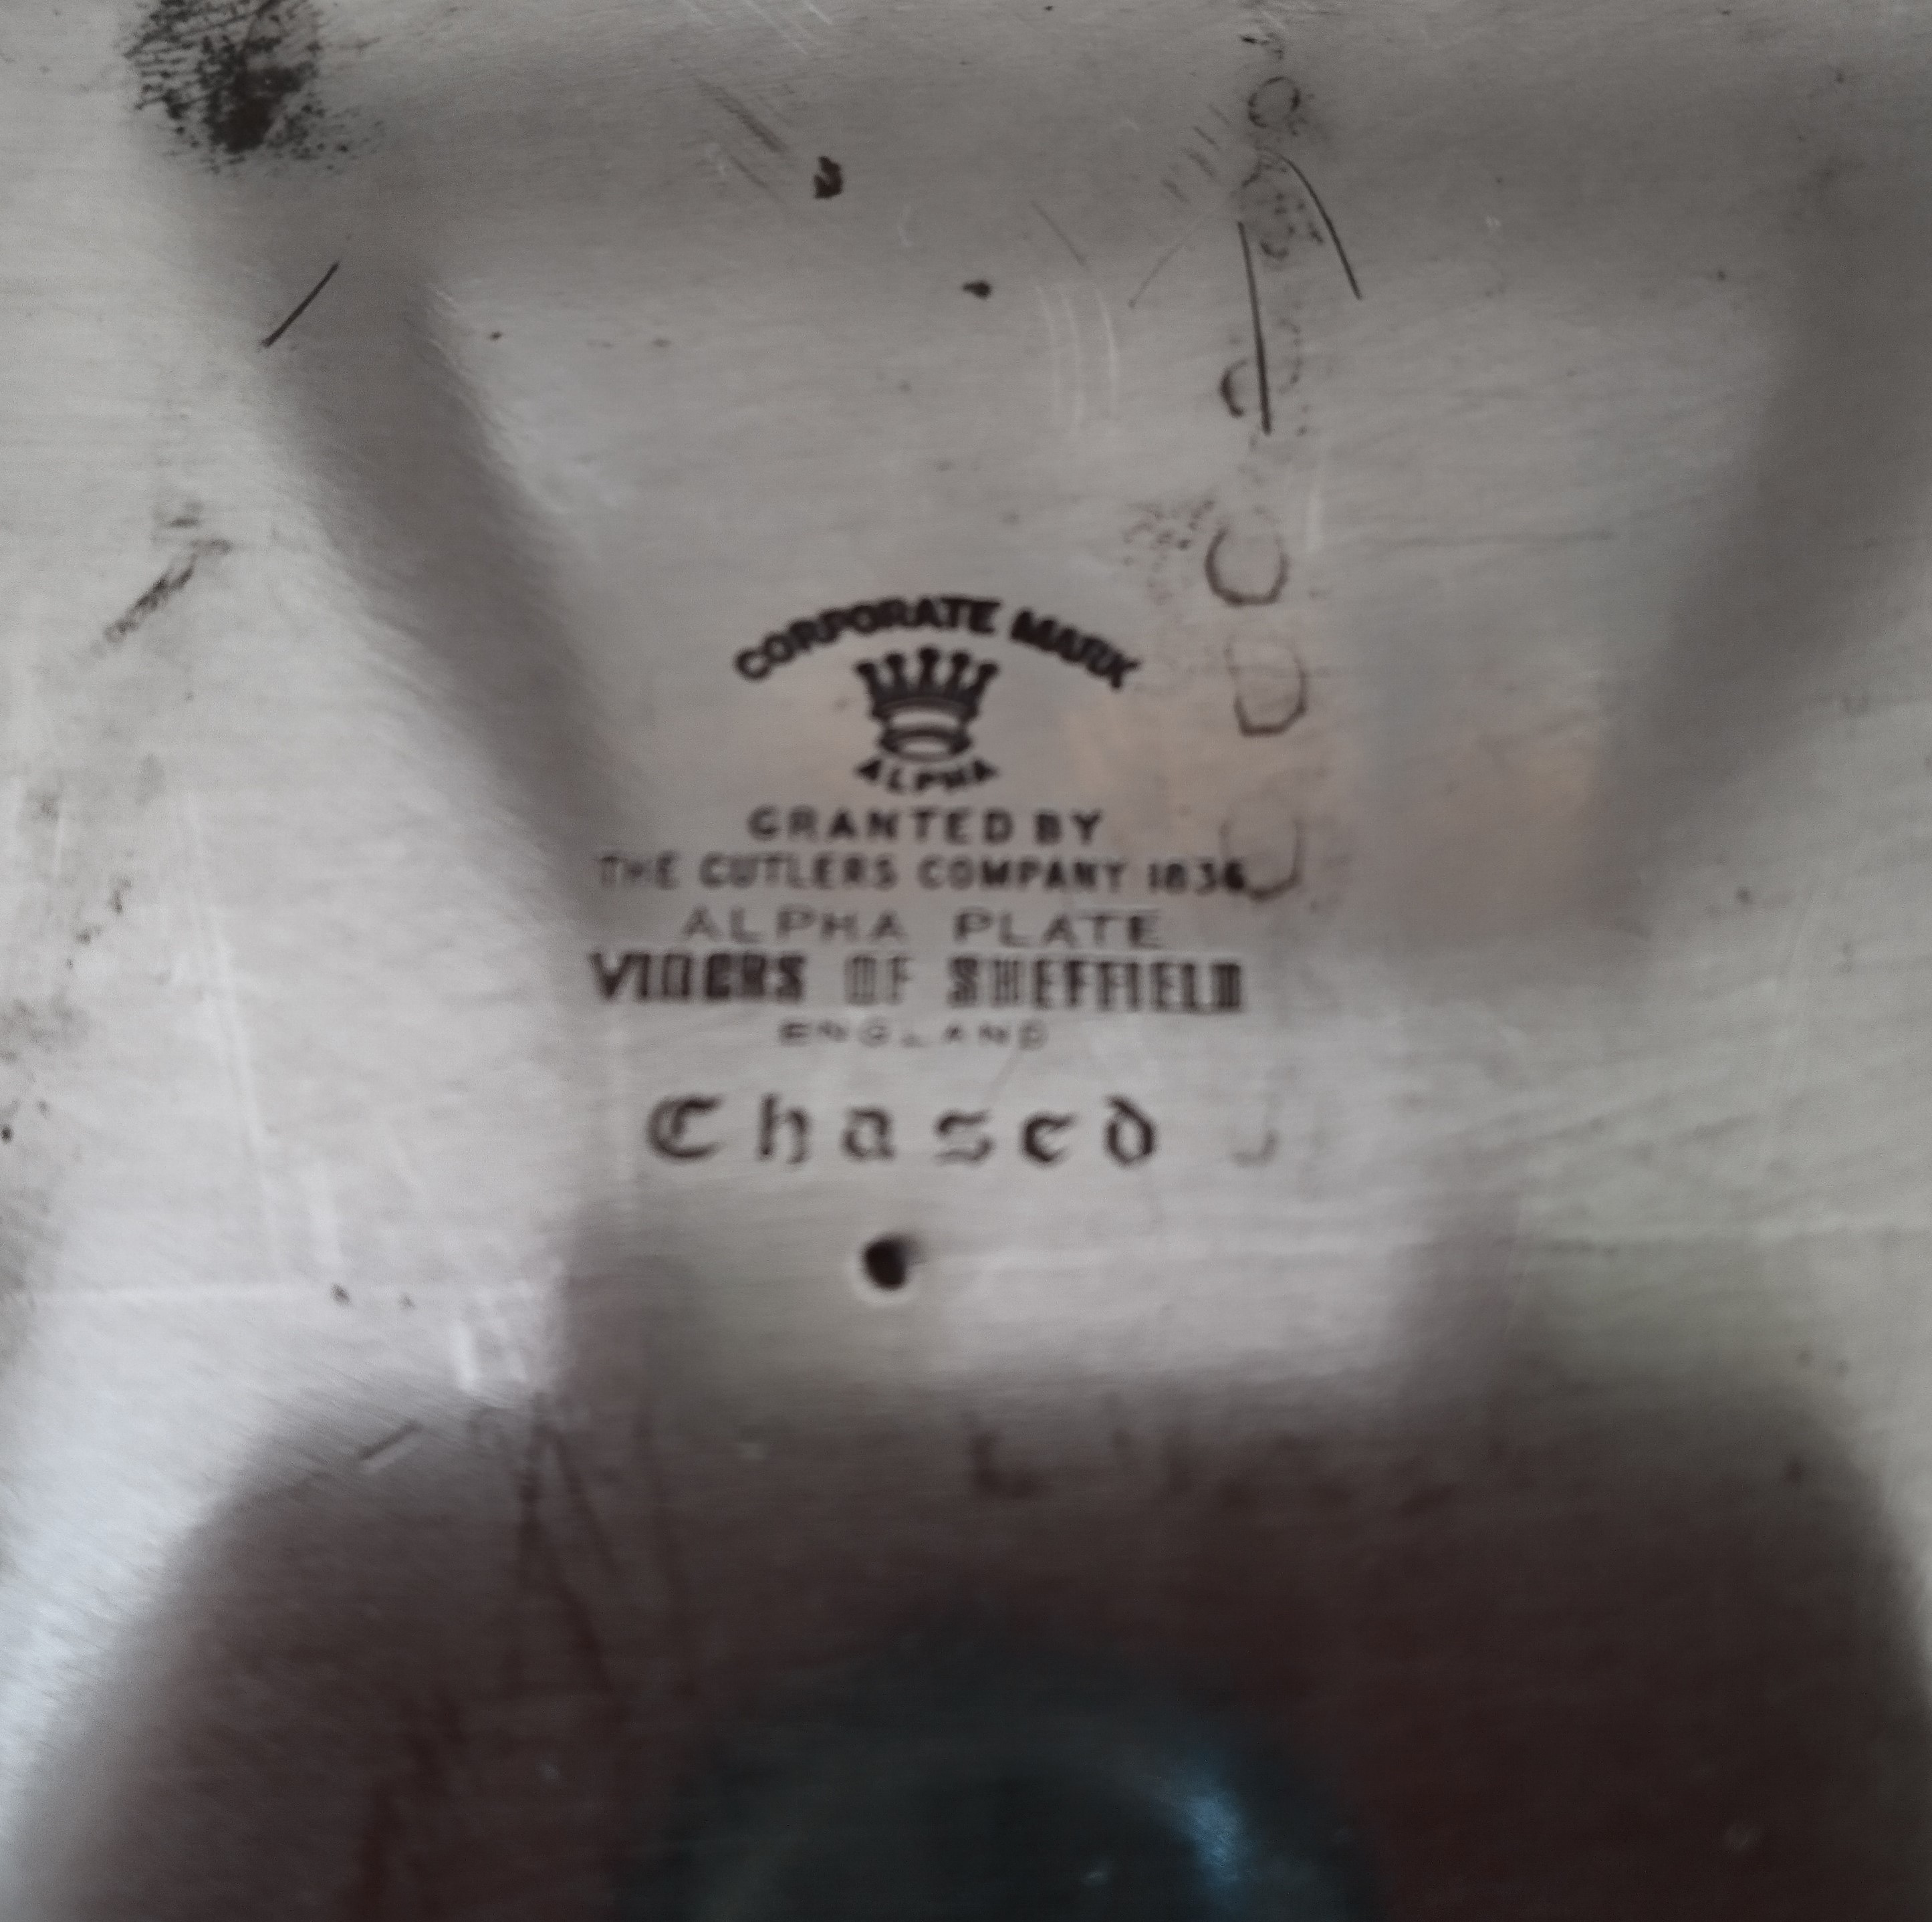 CORPORATE MARK
ALPHA
GRANTED BY
THE CUTLERS COMPANY 1836
ALPHA PLATE
VINERS OF SHEFFIELD
ENGLAND
Chased